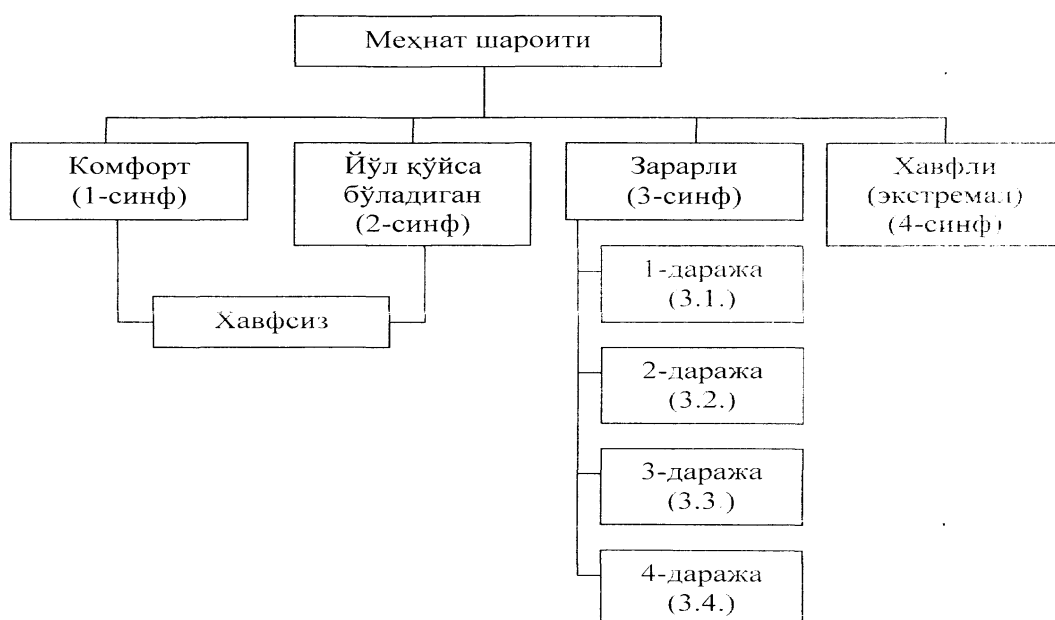 Меҳнат шароити
Комфорт
(1-синф)
Йўл қўйса
бўладиган
(2-синф)
Зарарли
(3-синф)
Хавфли
(экстремал)
(4-синф)
Хавфсиз
1-даража
(3.1.)
2-даража
(3.2.)
3-даража
(3.3.)
4-даража
(3.4.)